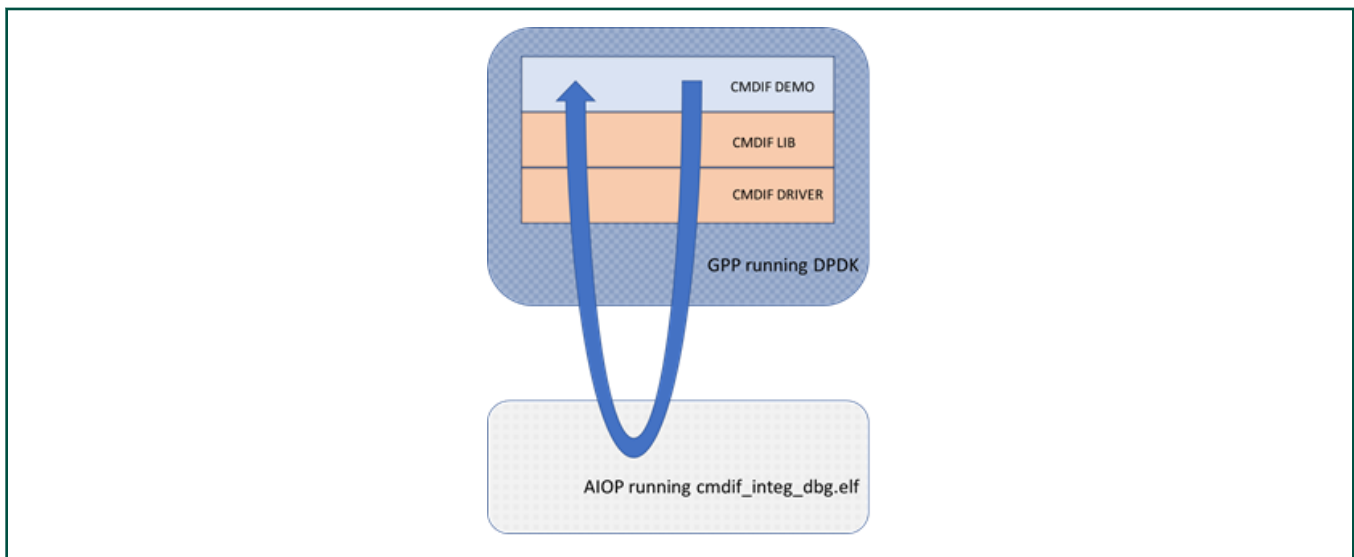 CMDIF DEMO
CMDIF LIB
CMDIF DRIVER
GPP running DPDK
AIOP running cmdif_integ_dbg.elf